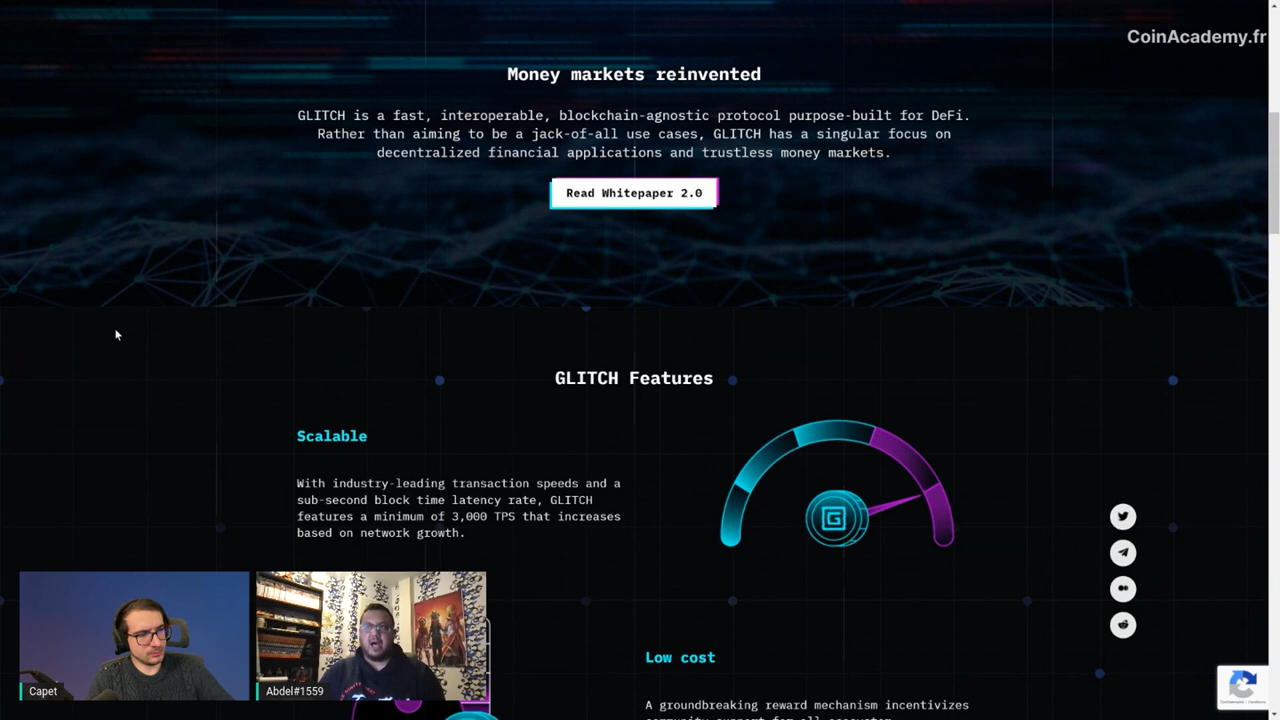 CoinAcademy.fr
Money markets reinvented
GLITCH is a fast, interoperable, blockchain-agnostic protocol purpose-built for DeFi.
Rather than aiming to be a jack-of-all use cases, GLITCH has a singular focus on
decentralized financial applications and trustless money markets.
Read Whitepaper 2.0
GLITCH Features
Scalable
With industry-leading transaction speeds and a
sub-second block time latency rate, GLITCH
features a minimum of 3,000 TPS that increases
based on network growth.
Capet
Abdel#1559
Low cost
A groundbreaking reward mechanism incentivizes